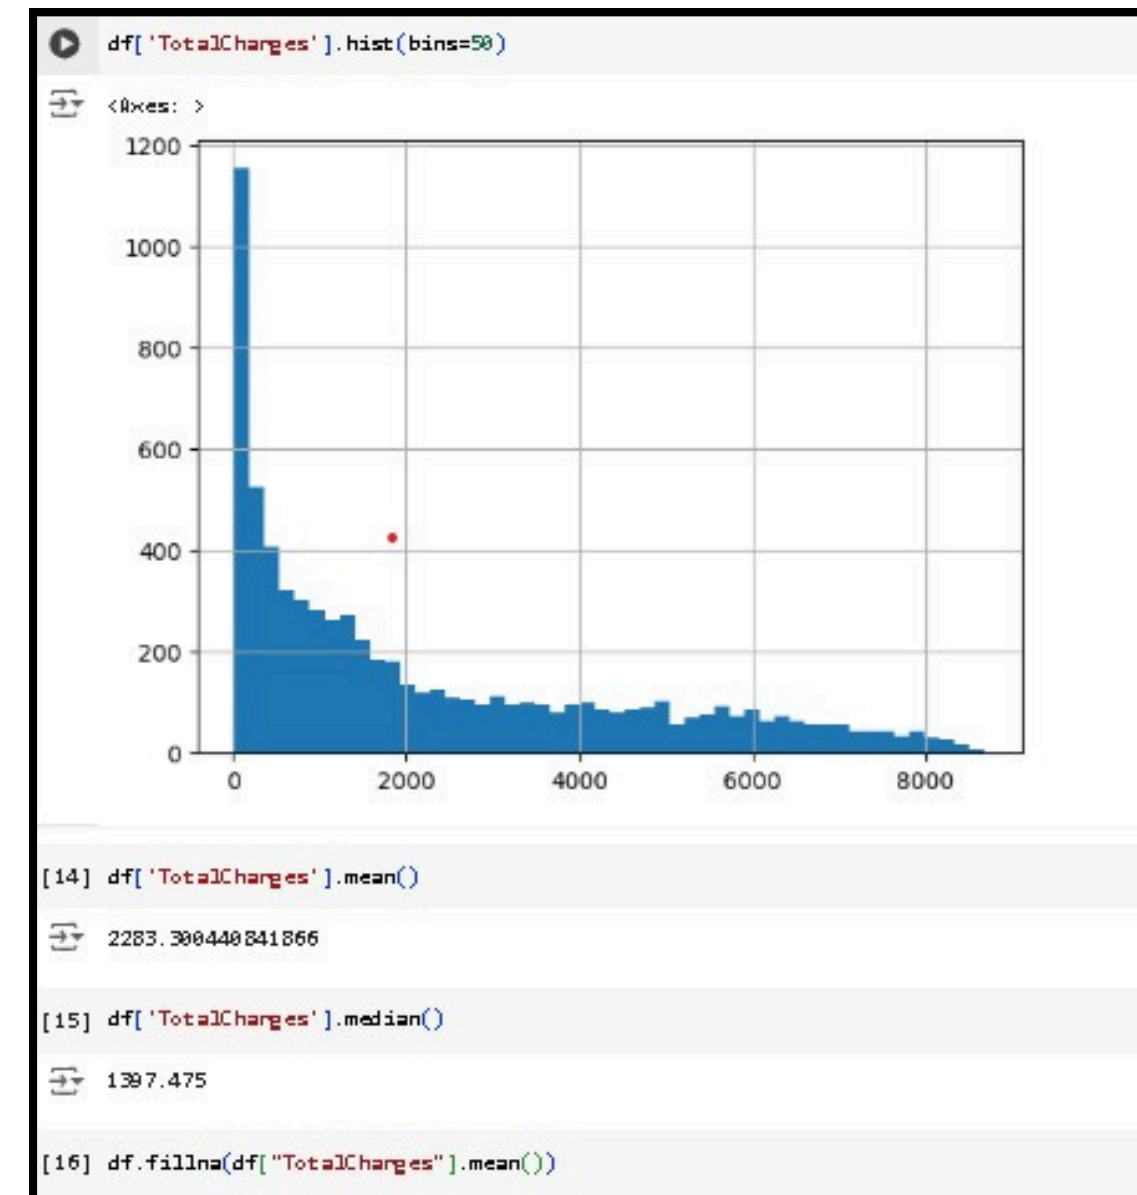 df['TotalCharges'].hist(bins=50)
<Axes: >
1200
1000
800
600
400
200
0
0 2000 4000 6000 8000
[14] df['TotalCharges'].mean()
2283.300440841866
[15] df['TotalCharges'].median()
1397.475
[16] df.fillna(df["TotalCharges"].mean())